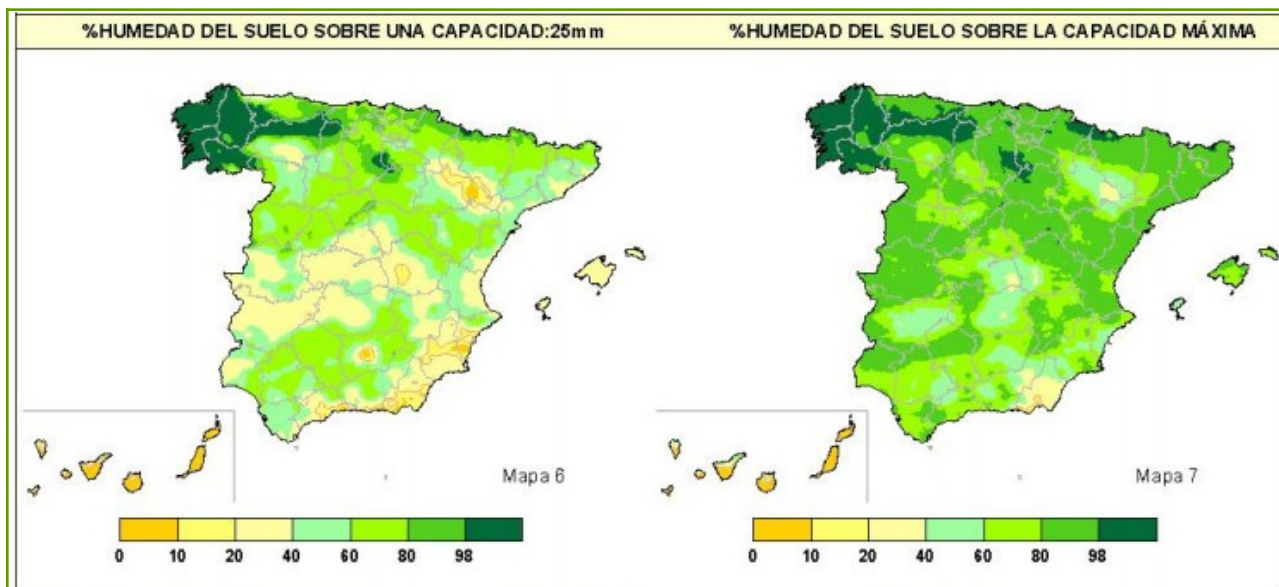 %HUMEDAD DEL SUELO SOBRE UNA CAPACIDAD:25mm
%HUMEDAD DEL SUELO SOBRE LA CAPACIDAD MÁXIMA
Mapa 6
Mapa 7
0 10 20 40 60 80 98
0 10 20 40 60 80 98